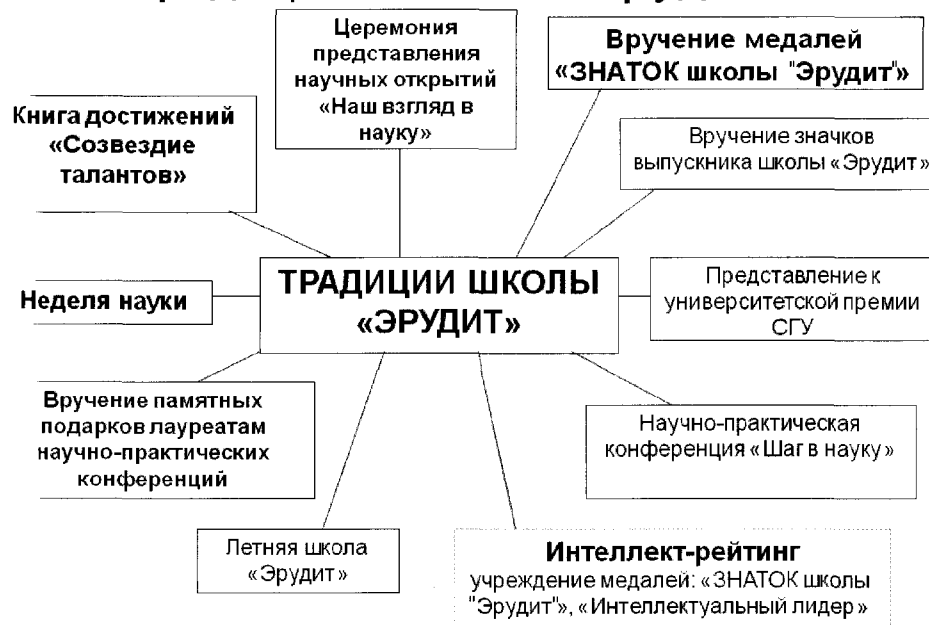 Церемония
представления
научных открытий
«Наш взгляд в
науку»
Вручение медалей
«ЗНАТОК школы "Эрудит"»
Книга достижений
«Созвездие
талантов»
Вручение значков
выпускника школы «Эрудит»
ТРАДИЦИИ ШКОЛЫ
«ЭРУДИТ»
Неделя науки
Представление к
университетской премии
СГУ
Вручение памятных
подарков лауреатам
научно-практических
конференций
Научно-практическая
конференция «Шаг в науку»
Летняя школа
«Эрудит»
Интеллект-рейтинг
учреждение медалей: «ЗНАТОК школы
"Эрудит"», «Интеллектуальный лидер»